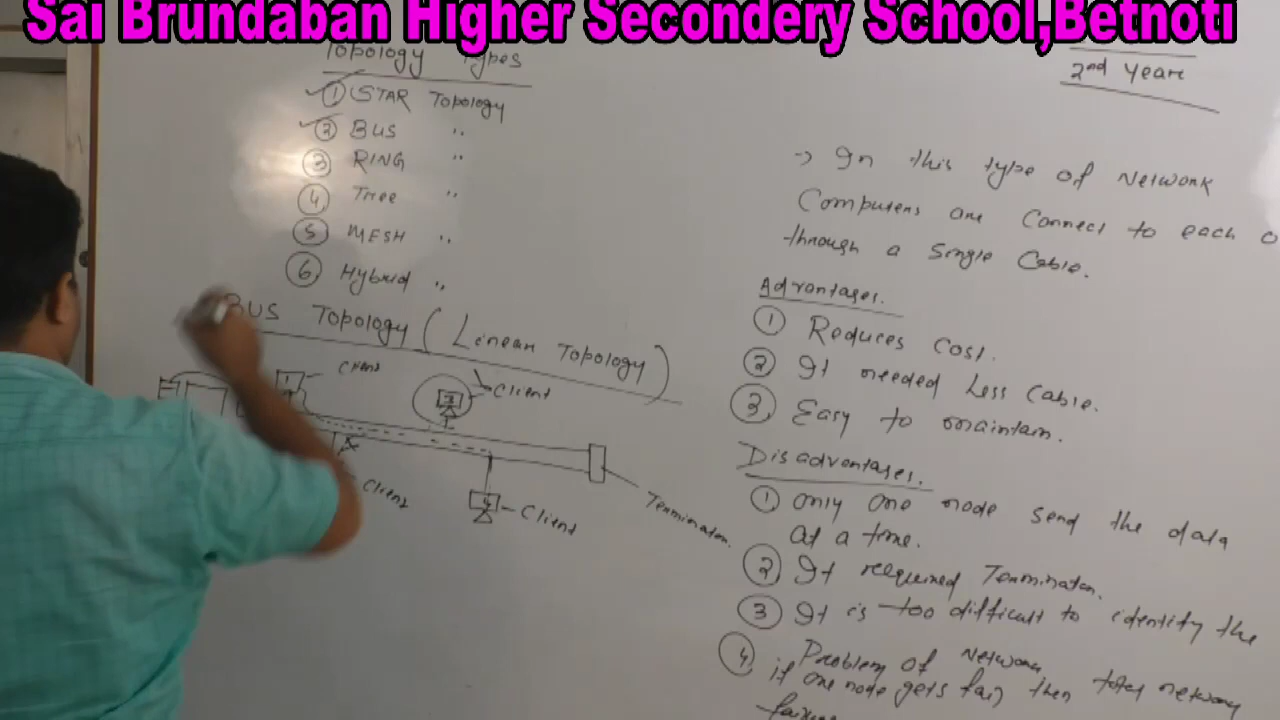 Sai Brundaban Higher Secondery School,Betnoti
Topology Types
① STAR Topology
② BUS "
③ RING "
④ Tree "
⑤ MESH "
⑥ Hybrid "
BUS Topology ( Linear Topology )
Client
Client
Client
Client
Terminator.
2nd Year
→ In this type of Network
Computers are Connect to each o
through a Single Cable.
Advantages.
① Reduces Cost.
② It needed Less Cable.
③ Easy to maintain.
Disadvantages.
① Only one node send the data
at a time.
② It required Terminator.
③ It is too difficult to identify the
Problem of Network
④ if one node gets fair then total network